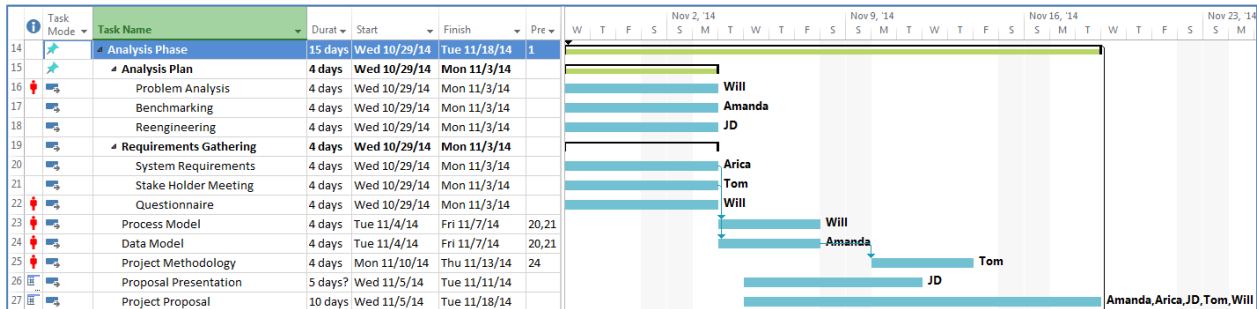 Task Mode Task Name Durat Start Finish Pre
Nov 2, '14 Nov 9, '14 Nov 16, '14 Nov 23, '14
W T F S S M T W T F S S M T W T F S S M T W T F S S M
14 Analysis Phase 15 days Wed 10/29/14 Tue 11/18/14 1
15 Analysis Plan 4 days Wed 10/29/14 Mon 11/3/14
16 Problem Analysis 4 days Wed 10/29/14 Mon 11/3/14 Will
17 Benchmarking 4 days Wed 10/29/14 Mon 11/3/14 Amanda
18 Reengineering 4 days Wed 10/29/14 Mon 11/3/14 JD
19 Requirements Gathering 4 days Wed 10/29/14 Mon 11/3/14
20 System Requirements 4 days Wed 10/29/14 Mon 11/3/14 Arica
21 Stake Holder Meeting 4 days Wed 10/29/14 Mon 11/3/14 Tom
22 Questionnaire 4 days Wed 10/29/14 Mon 11/3/14 Will
23 Process Model 4 days Tue 11/4/14 Fri 11/7/14 20,21 Will
24 Data Model 4 days Tue 11/4/14 Fri 11/7/14 20,21 Amanda
25 Project Methodology 4 days Mon 11/10/14 Thu 11/13/14 24 Tom
26 Proposal Presentation 5 days? Wed 11/5/14 Tue 11/11/14 JD
27 Project Proposal 10 days Wed 11/5/14 Tue 11/18/14 Amanda,Arica,JD,Tom,Will